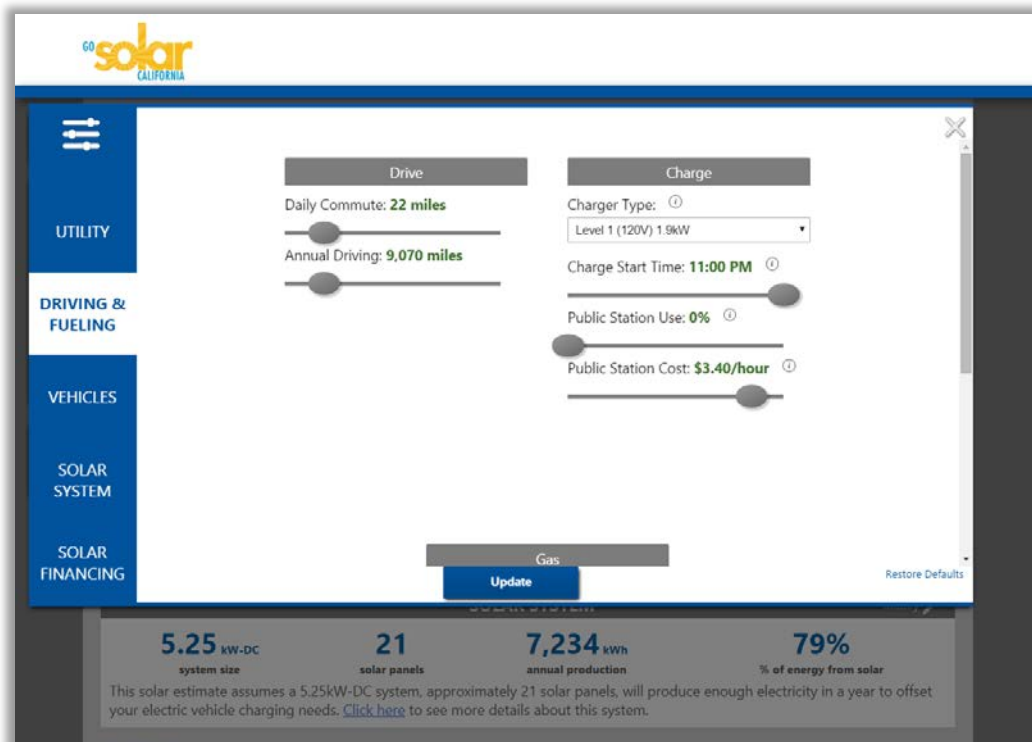 GO
solar
CALIFORNIA
UTILITY
DRIVING &
FUELING
VEHICLES
SOLAR
SYSTEM
SOLAR
FINANCING
Drive
Daily Commute: 22 miles
Annual Driving: 9,070 miles
Charge
Charger Type:
Level 1 (120V) 1.9kW
Charge Start Time: 11:00 PM
Public Station Use: 0%
Public Station Cost: $3.40/hour
Gas
Update
Restore Defaults
SOLAR SYSTEM
5.25 kW-DC
system size
21
solar panels
7,234 kWh
annual production
79%
% of energy from solar
This solar estimate assumes a 5.25kW-DC system, approximately 21 solar panels, will produce enough electricity in a year to offset
your electric vehicle charging needs. Click here to see more details about this system.